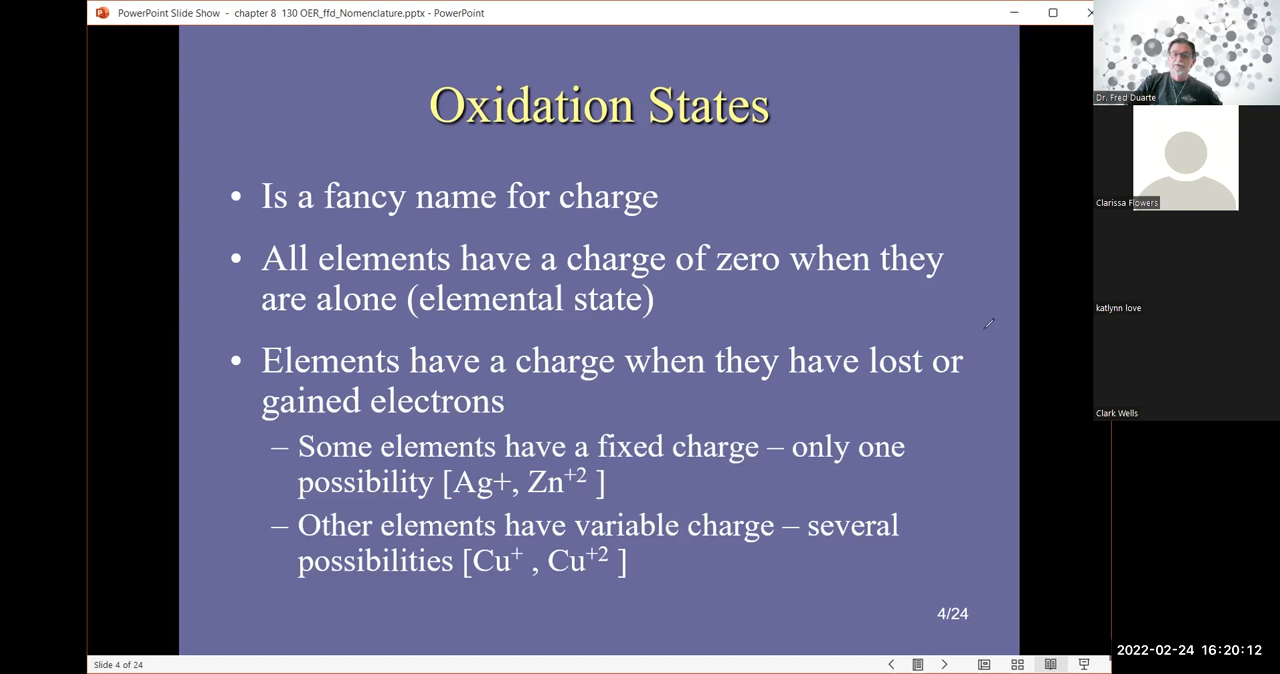 PowerPoint Slide Show - chapter 8 130 OER_ffd_Nomenclature.pptx - PowerPoint
Dr. Fred Duarte
Oxidation States
• Is a fancy name for charge
• All elements have a charge of zero when they
are alone (elemental state)
• Elements have a charge when they have lost or
gained electrons
– Some elements have a fixed charge – only one
possibility [Ag+, Zn⁺² ]
– Other elements have variable charge – several
possibilities [Cu⁺ , Cu⁺² ]
4/24
Clarissa Flowers
katlynn love
Clark Wells
2022-02-24 16:20:12
Slide 4 of 24